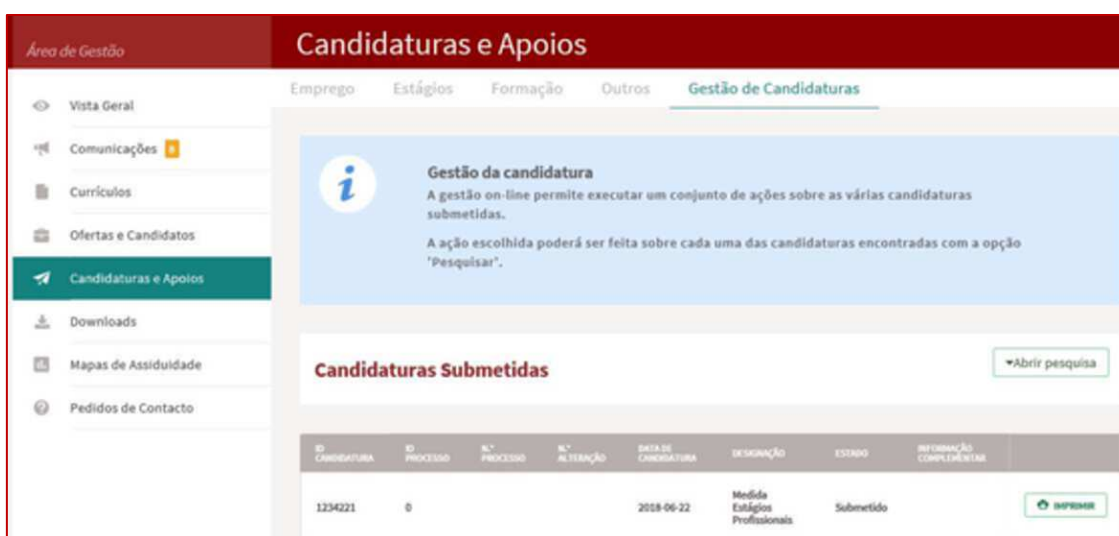 Área de Gestão
Candidaturas e Apoios
Emprego Estágios Formação Outros Gestão de Candidaturas
Vista Geral
Comunicações
Currículos
Ofertas e Candidatos
Candidaturas e Apoios
Downloads
Mapas de Assiduidade
Pedidos de Contacto
Gestão da candidatura
A gestão on-line permite executar um conjunto de ações sobre as várias candidaturas
submetidas.
A ação escolhida poderá ser feita sobre cada uma das candidaturas encontradas com a opção
'Pesquisar'.
Candidaturas Submetidas
Abrir pesquisa
ID CANDIDATURA
ID PROCESSO
N.º PROCESSO
N.º ALTERAÇÃO
DATA DE CANDIDATURA
DESIGNAÇÃO
ESTADO
INFORMAÇÃO COMPLEMENTAR
1234221
0
2018-06-22
Medida
Estágios
Profissionais
Submetido
IMPRIMIR